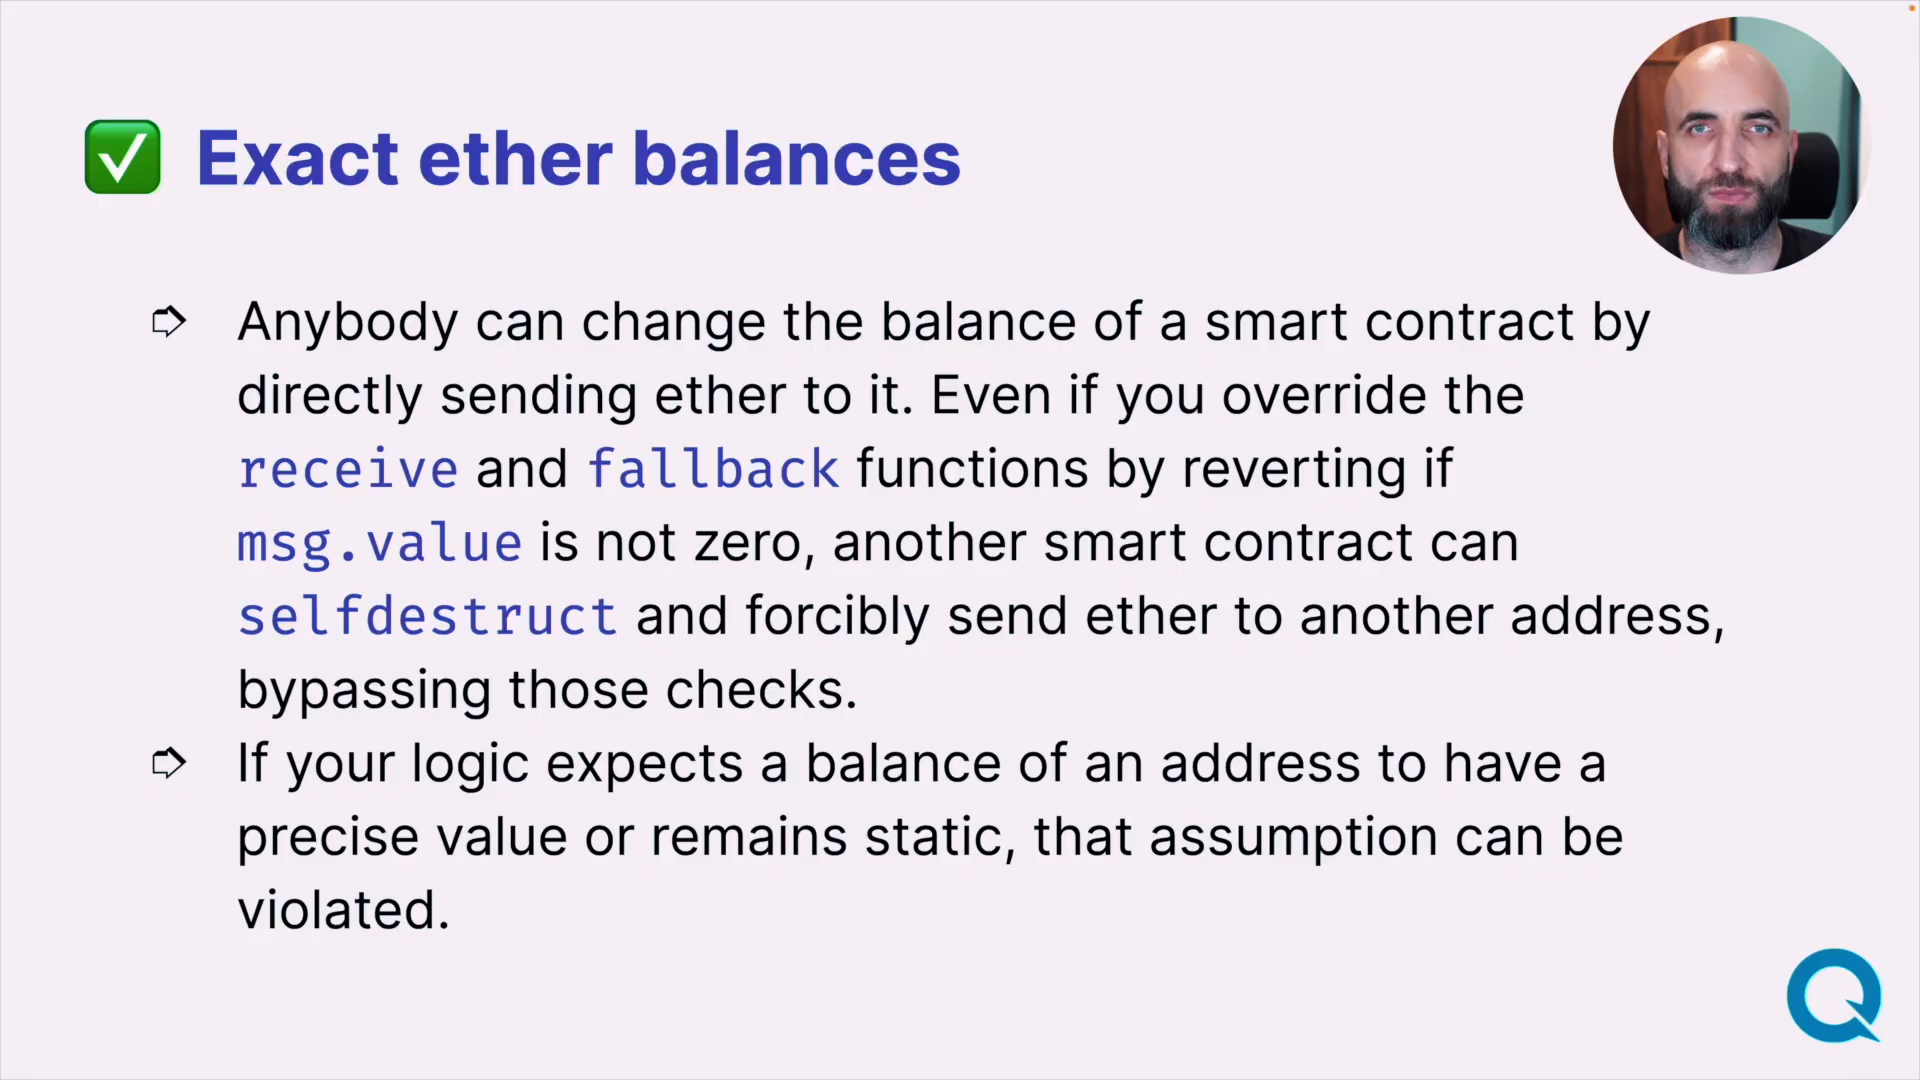 ✅ Exact ether balances
➩ Anybody can change the balance of a smart contract by
directly sending ether to it. Even if you override the
receive and fallback functions by reverting if
msg.value is not zero, another smart contract can
selfdestruct and forcibly send ether to another address,
bypassing those checks.
➩ If your logic expects a balance of an address to have a
precise value or remains static, that assumption can be
violated.